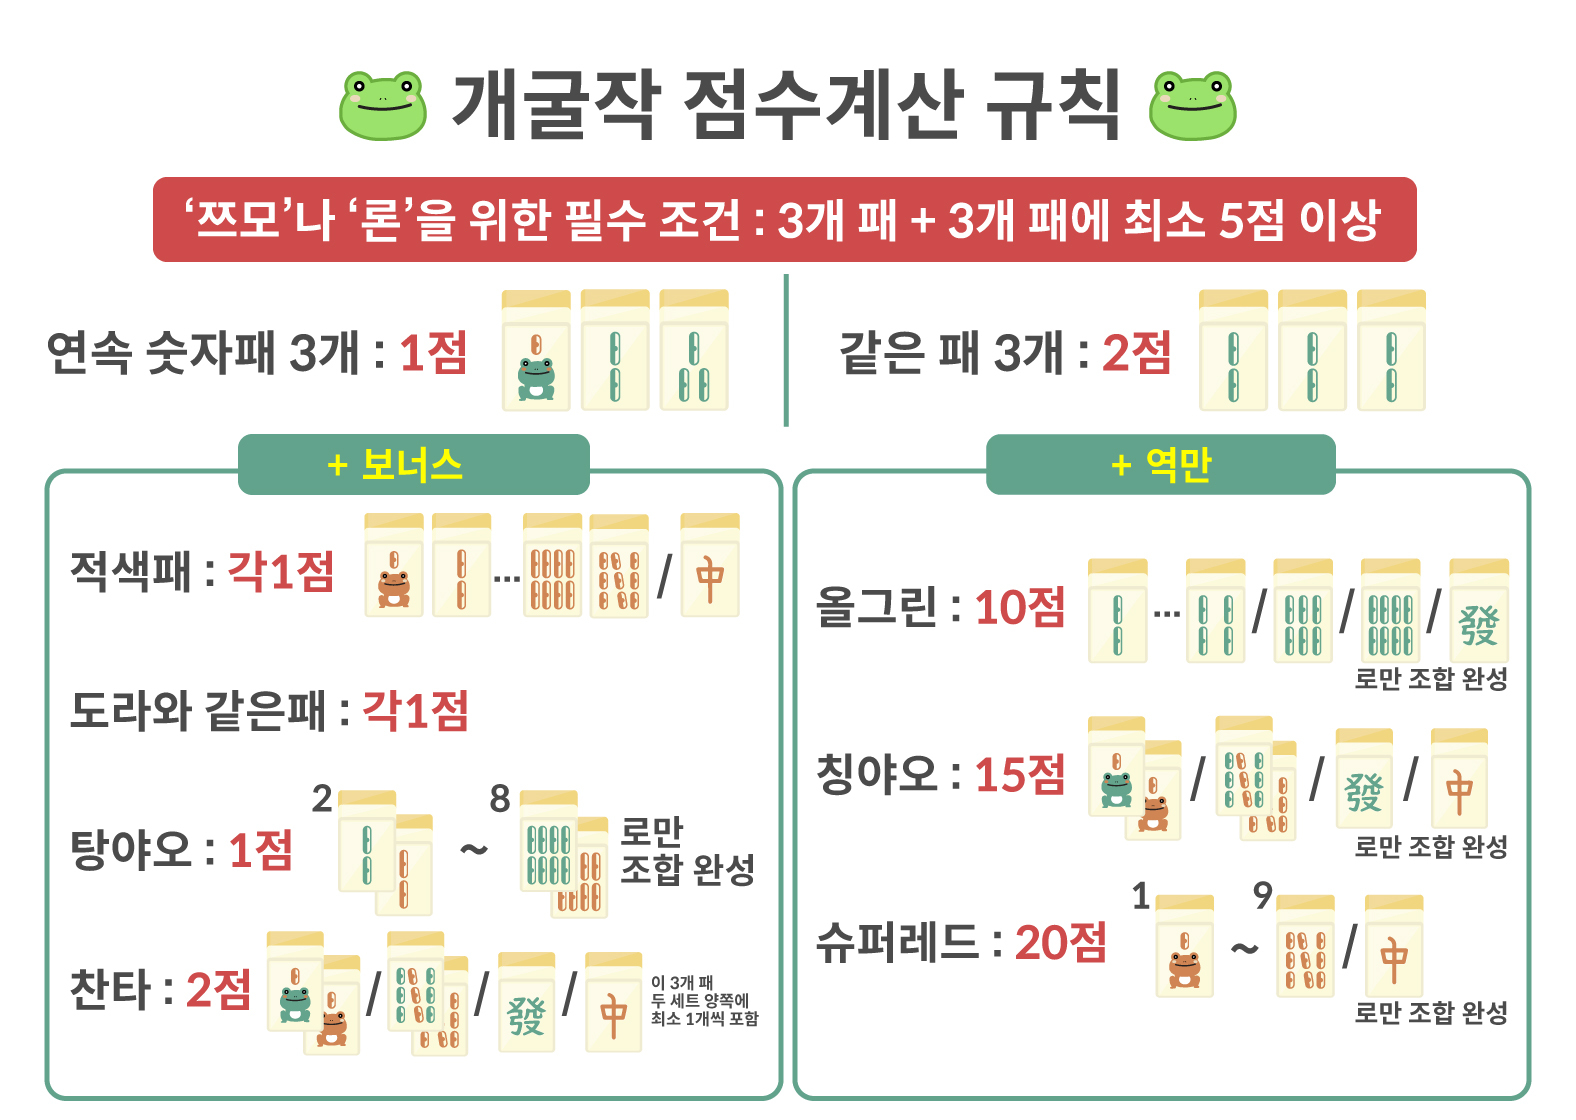 개굴작 점수계산 규칙
‘쯔모’나 ‘론’을 위한 필수 조건 : 3개 패 + 3개 패에 최소 5점 이상
연속 숫자패 3개 : 1점
같은 패 3개 : 2점
+ 보너스
적색패 : 각1점
... / 中
도라와 같은패 : 각1점
탕야오 : 1점
2 ~ 8
로만
조합 완성
찬타 : 2점
/ / 發 / 中
이 3개 패
두 세트 양쪽에
최소 1개씩 포함
+ 역만
올그린 : 10점
... / / / 發
로만 조합 완성
칭야오 : 15점
/ / 發 / 中
로만 조합 완성
슈퍼레드 : 20점
1 ~ 9 / 中
로만 조합 완성